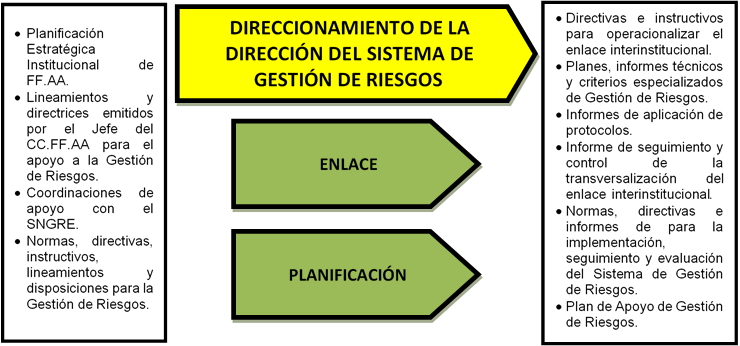 • Planificación
Estratégica
Institucional de
FF.AA.
• Lineamientos y
directrices emitidos
por el Jefe del
CC.FF.AA para el
apoyo a la Gestión
de Riesgos.
• Coordinaciones de
apoyo con el
SNGRE.
• Normas, directivas,
instructivos,
lineamientos y
disposiciones para la
Gestión de Riesgos.
DIRECCIONAMIENTO DE LA
DIRECCIÓN DEL SISTEMA DE
GESTIÓN DE RIESGOS
ENLACE
PLANIFICACIÓN
• Directivas e instructivos
para operacionalizar el
enlace interinstitucional.
• Planes, informes técnicos
y criterios especializados
de Gestión de Riesgos.
• Informes de aplicación de
protocolos.
• Informe de seguimiento y
control de la
transversalización del
enlace interinstitucional.
• Normas, directivas e
informes de para la
implementación,
seguimiento y evaluación
del Sistema de Gestión
de Riesgos.
• Plan de Apoyo de Gestión
de Riesgos.